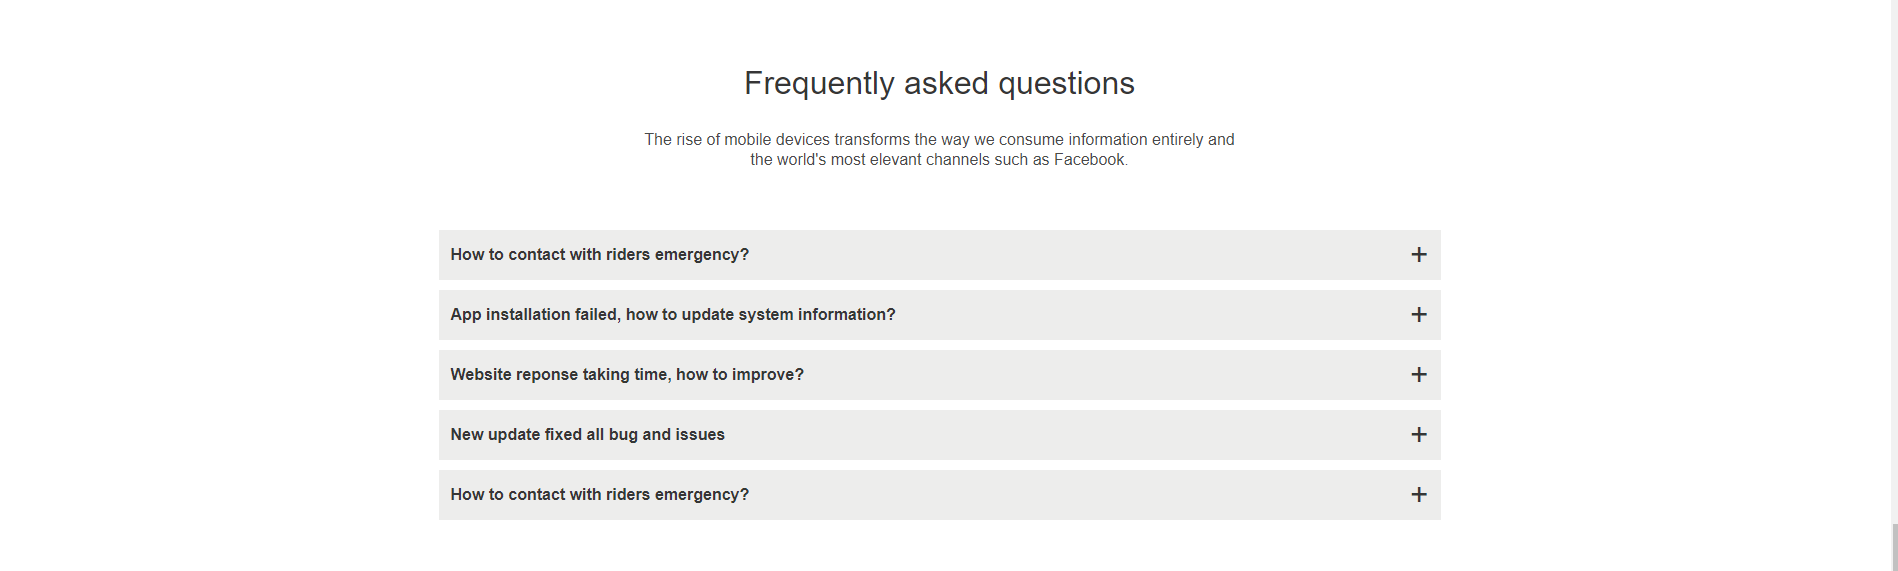 Frequently asked questions
The rise of mobile devices transforms the way we consume information entirely and
the world's most elevant channels such as Facebook.
How to contact with riders emergency?
App installation failed, how to update system information?
Website reponse taking time, how to improve?
New update fixed all bug and issues
How to contact with riders emergency?